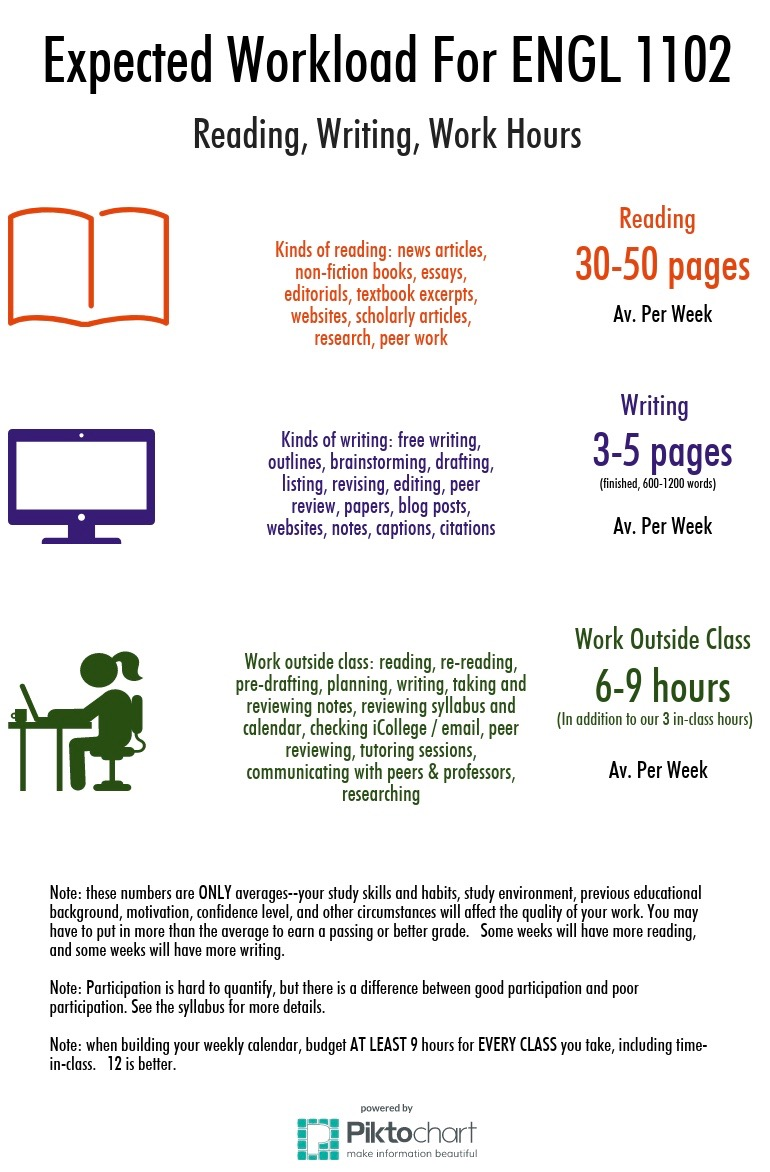 Expected Workload For ENGL 1102
Reading, Writing, Work Hours
Kinds of reading: news articles,
non-fiction books, essays,
editorials, textbook excerpts,
websites, scholarly articles,
research, peer work
Reading
30-50 pages
Av. Per Week
Kinds of writing: free writing,
outlines, brainstorming, drafting,
listing, revising, editing, peer
review, papers, blog posts,
websites, notes, captions, citations
Writing
3-5 pages
(finished, 600-1200 words)
Av. Per Week
Work outside class: reading, re-reading,
pre-drafting, planning, writing, taking and
reviewing notes, reviewing syllabus and
calendar, checking iCollege / email, peer
reviewing, tutoring sessions,
communicating with peers & professors,
researching
Work Outside Class
6-9 hours
(In addition to our 3 in-class hours)
Av. Per Week
Note: these numbers are ONLY averages--your study skills and habits, study environment, previous educational
background, motivation, confidence level, and other circumstances will affect the quality of your work. You may
have to put in more than the average to earn a passing or better grade.   Some weeks will have more reading,
and some weeks will have more writing.
Note: Participation is hard to quantify, but there is a difference between good participation and poor
participation. See the syllabus for more details.
Note: when building your weekly calendar, budget AT LEAST 9 hours for EVERY CLASS you take, including time-
in-class.   12 is better.
powered by
Piktochart
make information beautiful